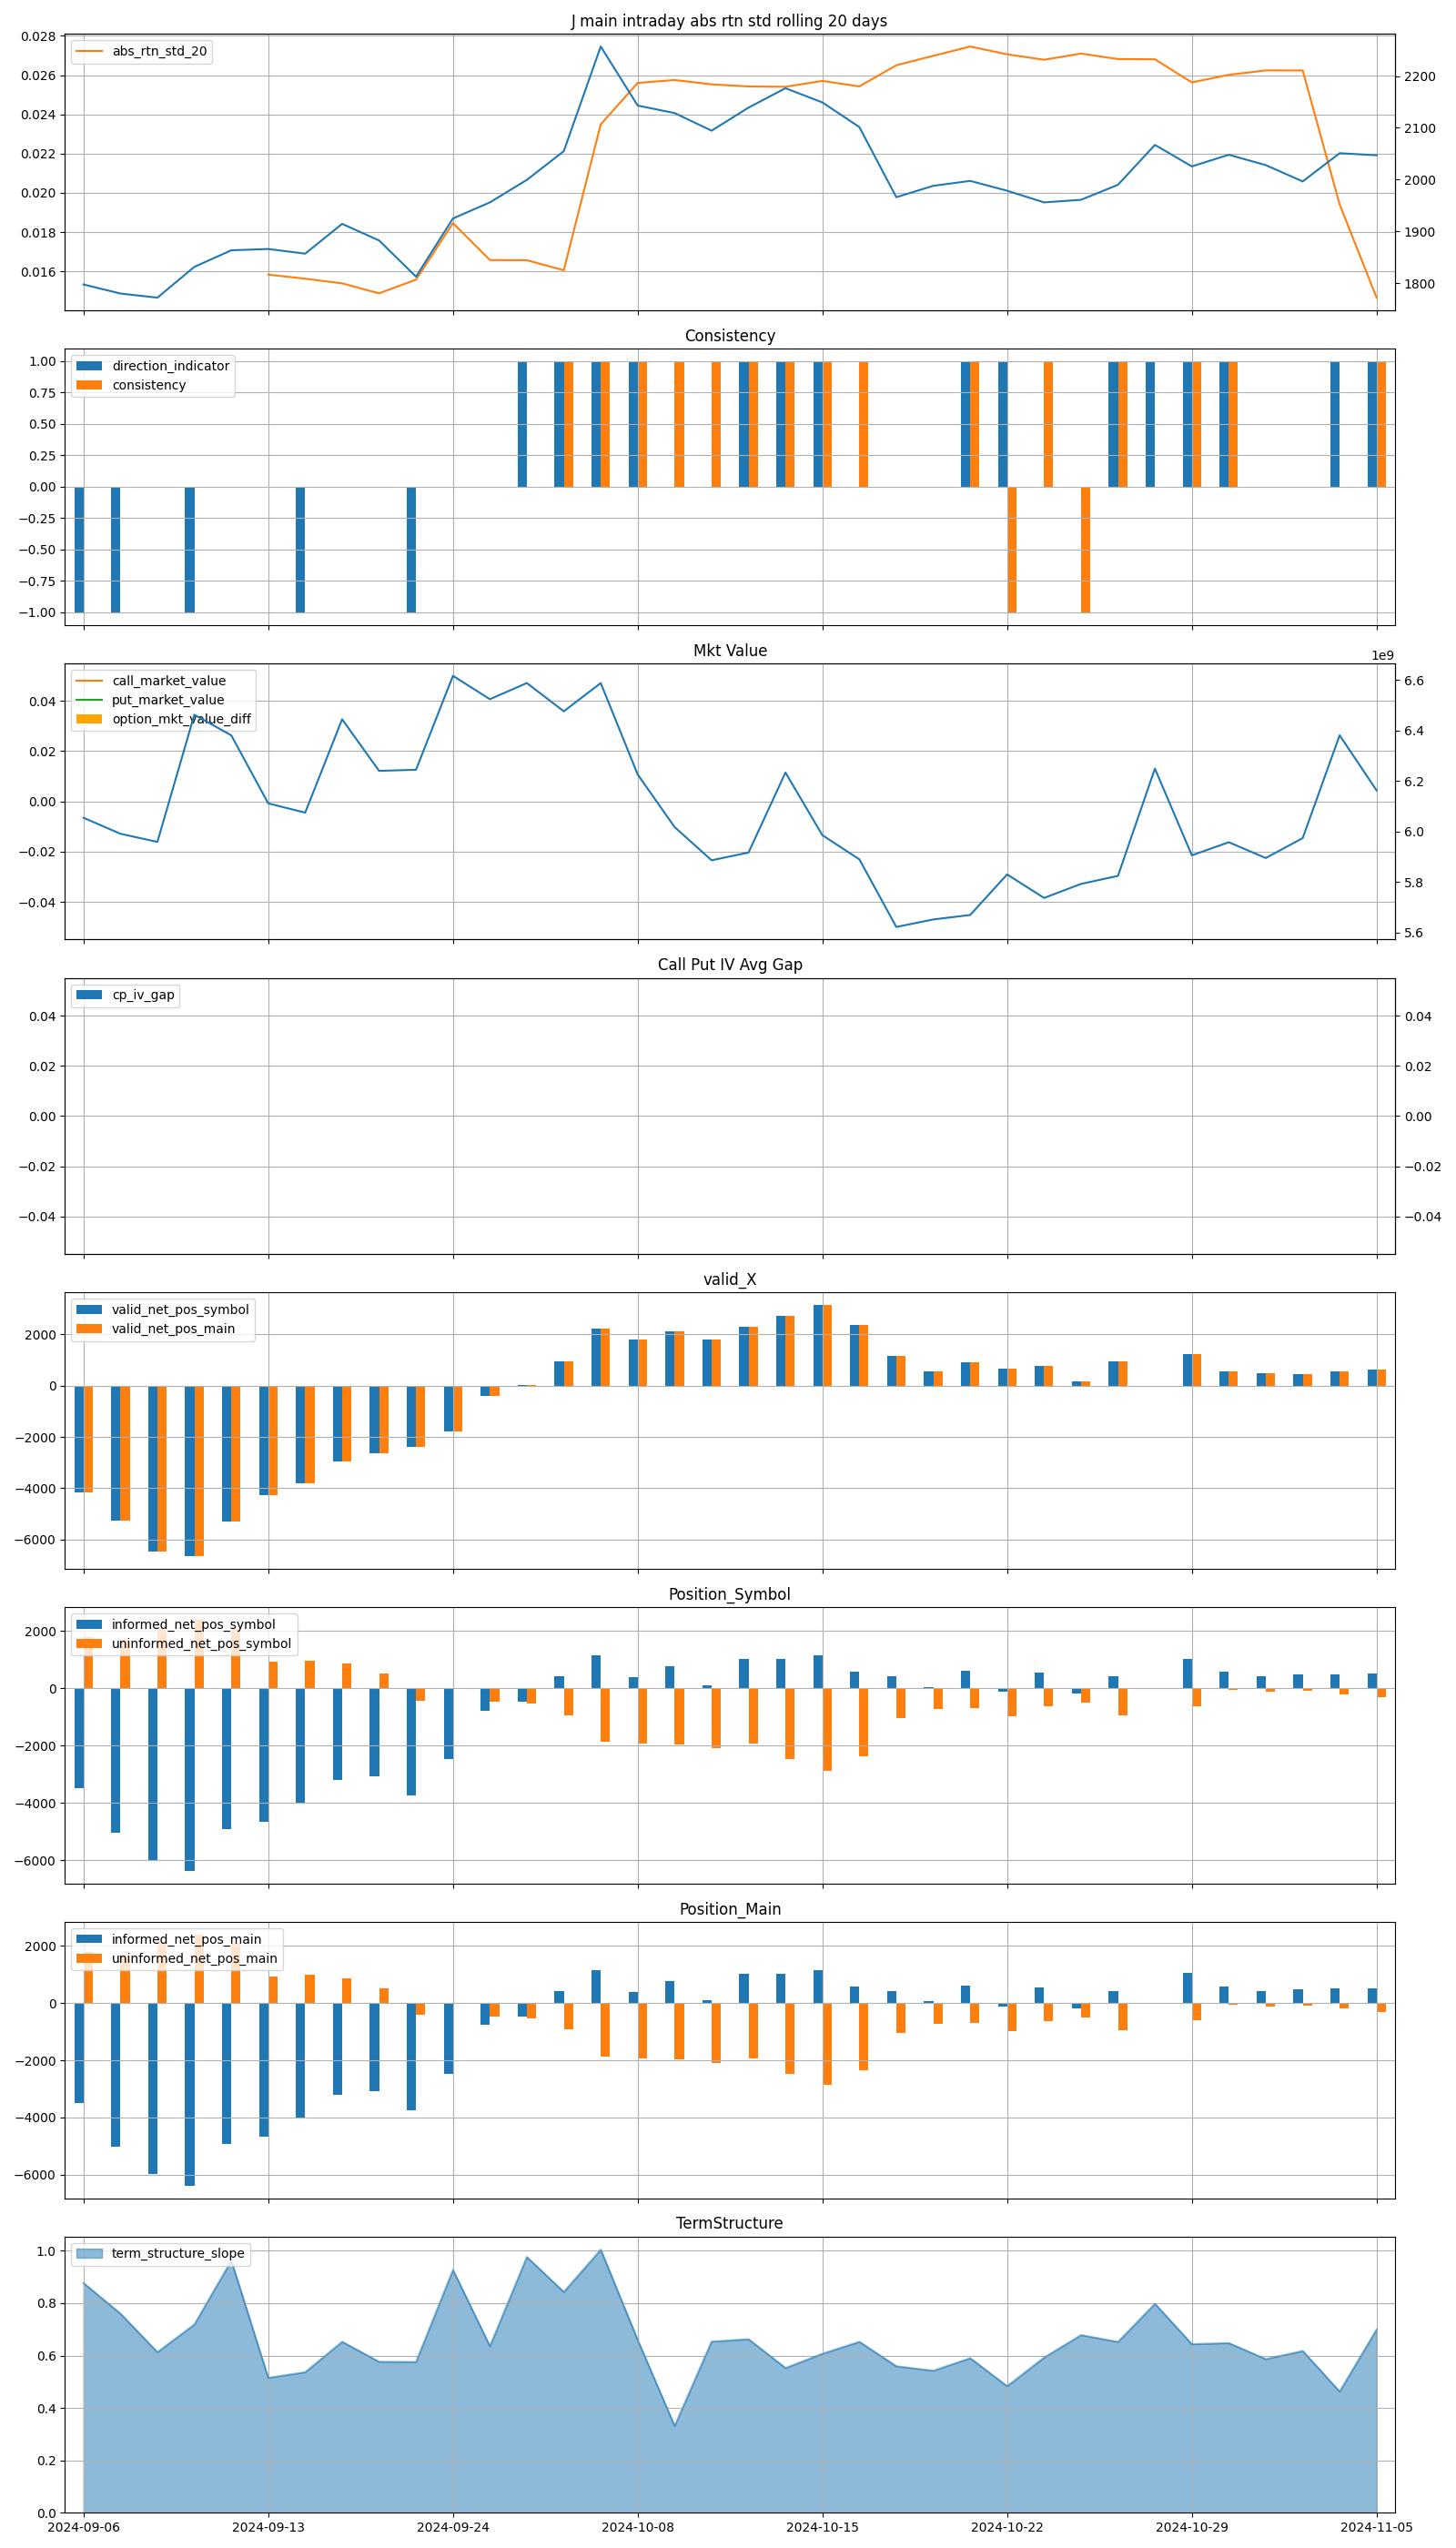 J main intraday abs rtn std rolling 20 days
abs_rtn_std_20
0.028
0.026
0.024
0.022
0.020
0.018
0.016
2200
2100
2000
1900
1800
Consistency
direction_indicator
consistency
1.00
0.75
0.50
0.25
0.00
−0.25
−0.50
−0.75
−1.00
Mkt Value
1e9
call_market_value
put_market_value
option_mkt_value_diff
0.04
0.02
0.00
−0.02
−0.04
6.6
6.4
6.2
6.0
5.8
5.6
Call Put IV Avg Gap
cp_iv_gap
0.04
0.02
0.00
−0.02
−0.04
0.04
0.02
0.00
−0.02
−0.04
valid_X
valid_net_pos_symbol
valid_net_pos_main
2000
0
−2000
−4000
−6000
Position_Symbol
informed_net_pos_symbol
uninformed_net_pos_symbol
2000
0
−2000
−4000
−6000
Position_Main
informed_net_pos_main
uninformed_net_pos_main
2000
0
−2000
−4000
−6000
TermStructure
term_structure_slope
1.0
0.8
0.6
0.4
0.2
0.0
2024-09-06 2024-09-13 2024-09-24 2024-10-08 2024-10-15 2024-10-22 2024-10-29 2024-11-05